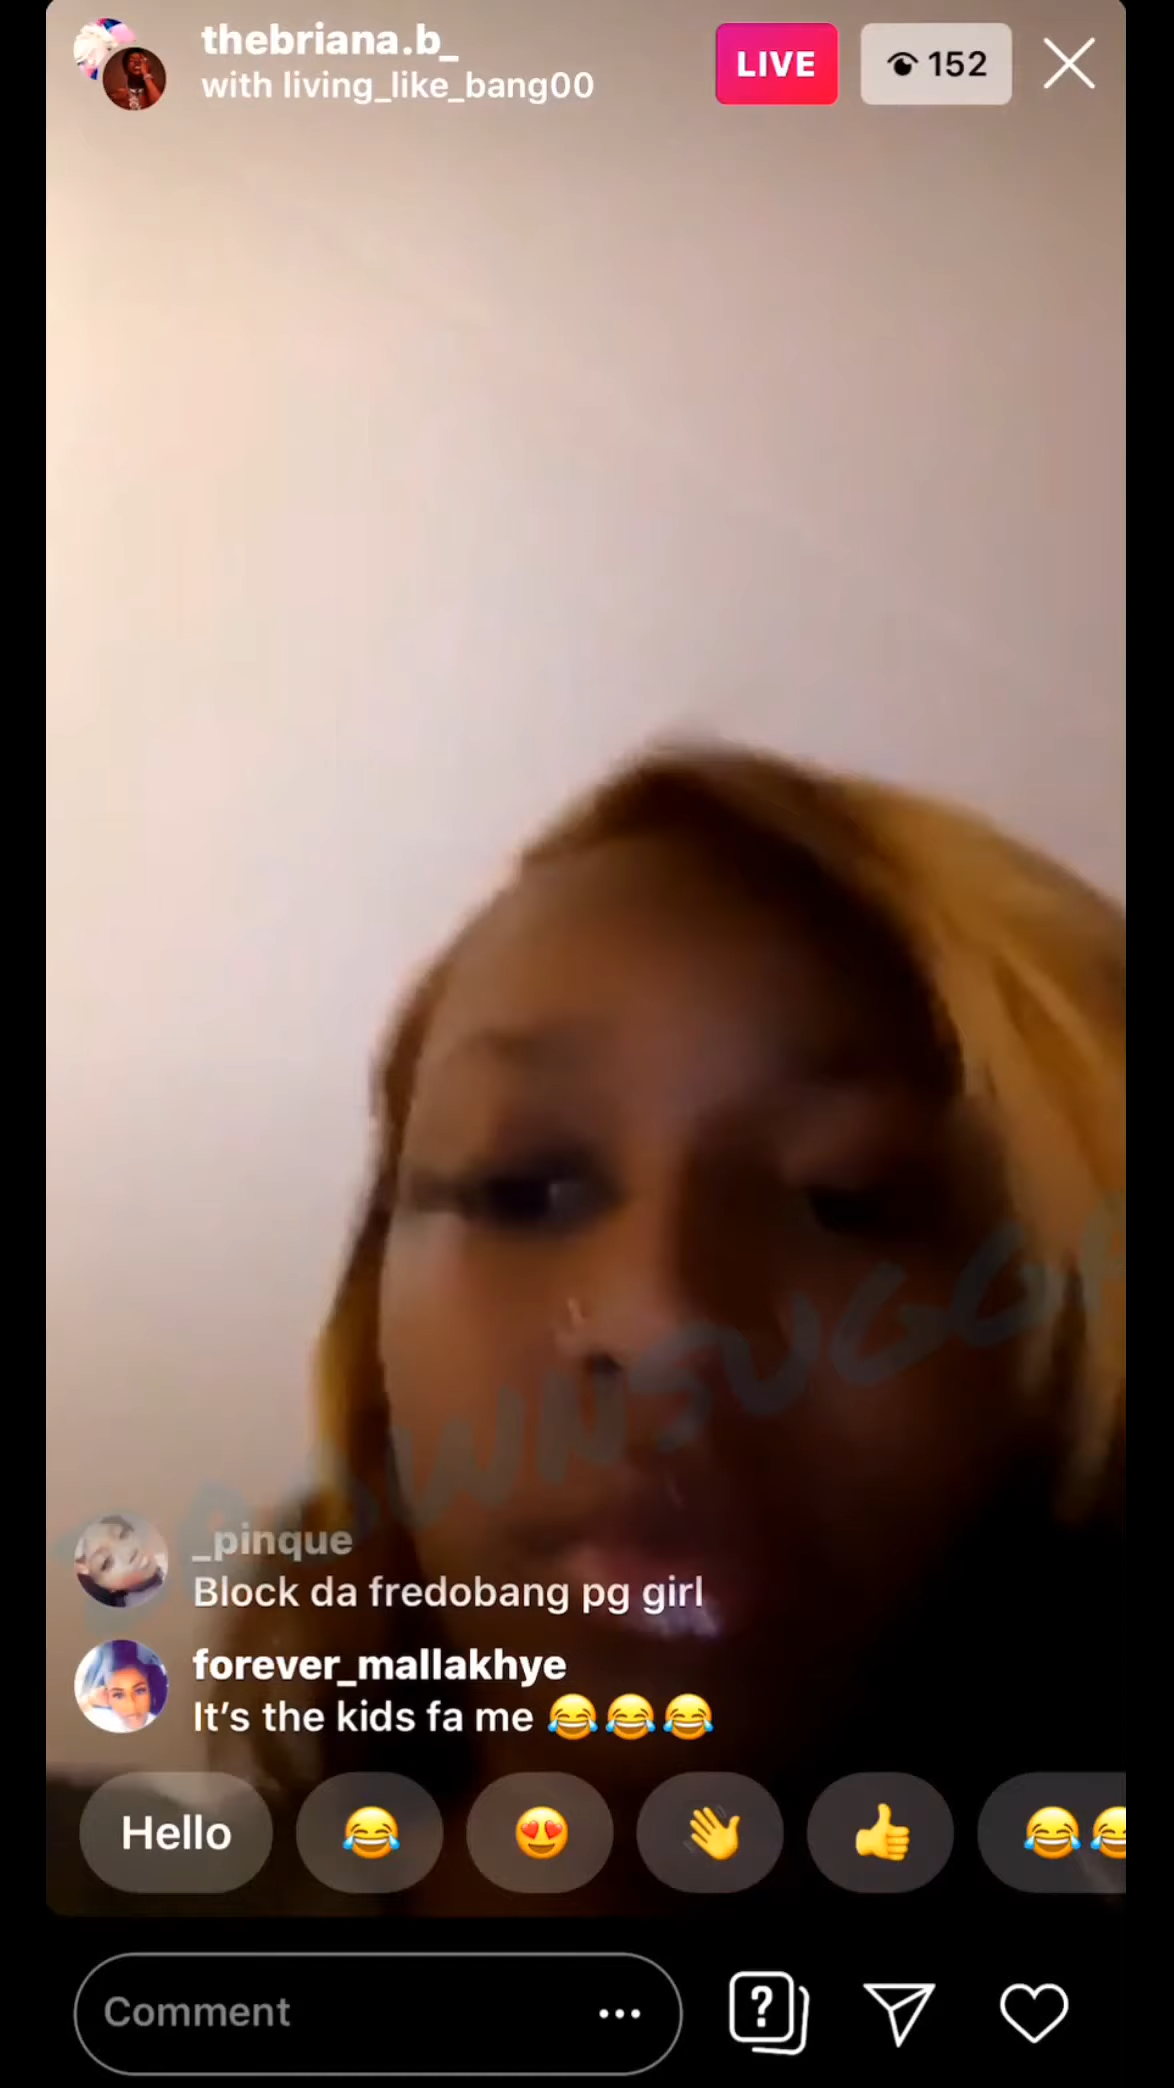 thebriana.b_
with living_like_bang00
LIVE
152
_pinque
Block da fredobang pg girl
forever_mallakhye
It's the kids fa me 😂😂😂
Hello
Comment